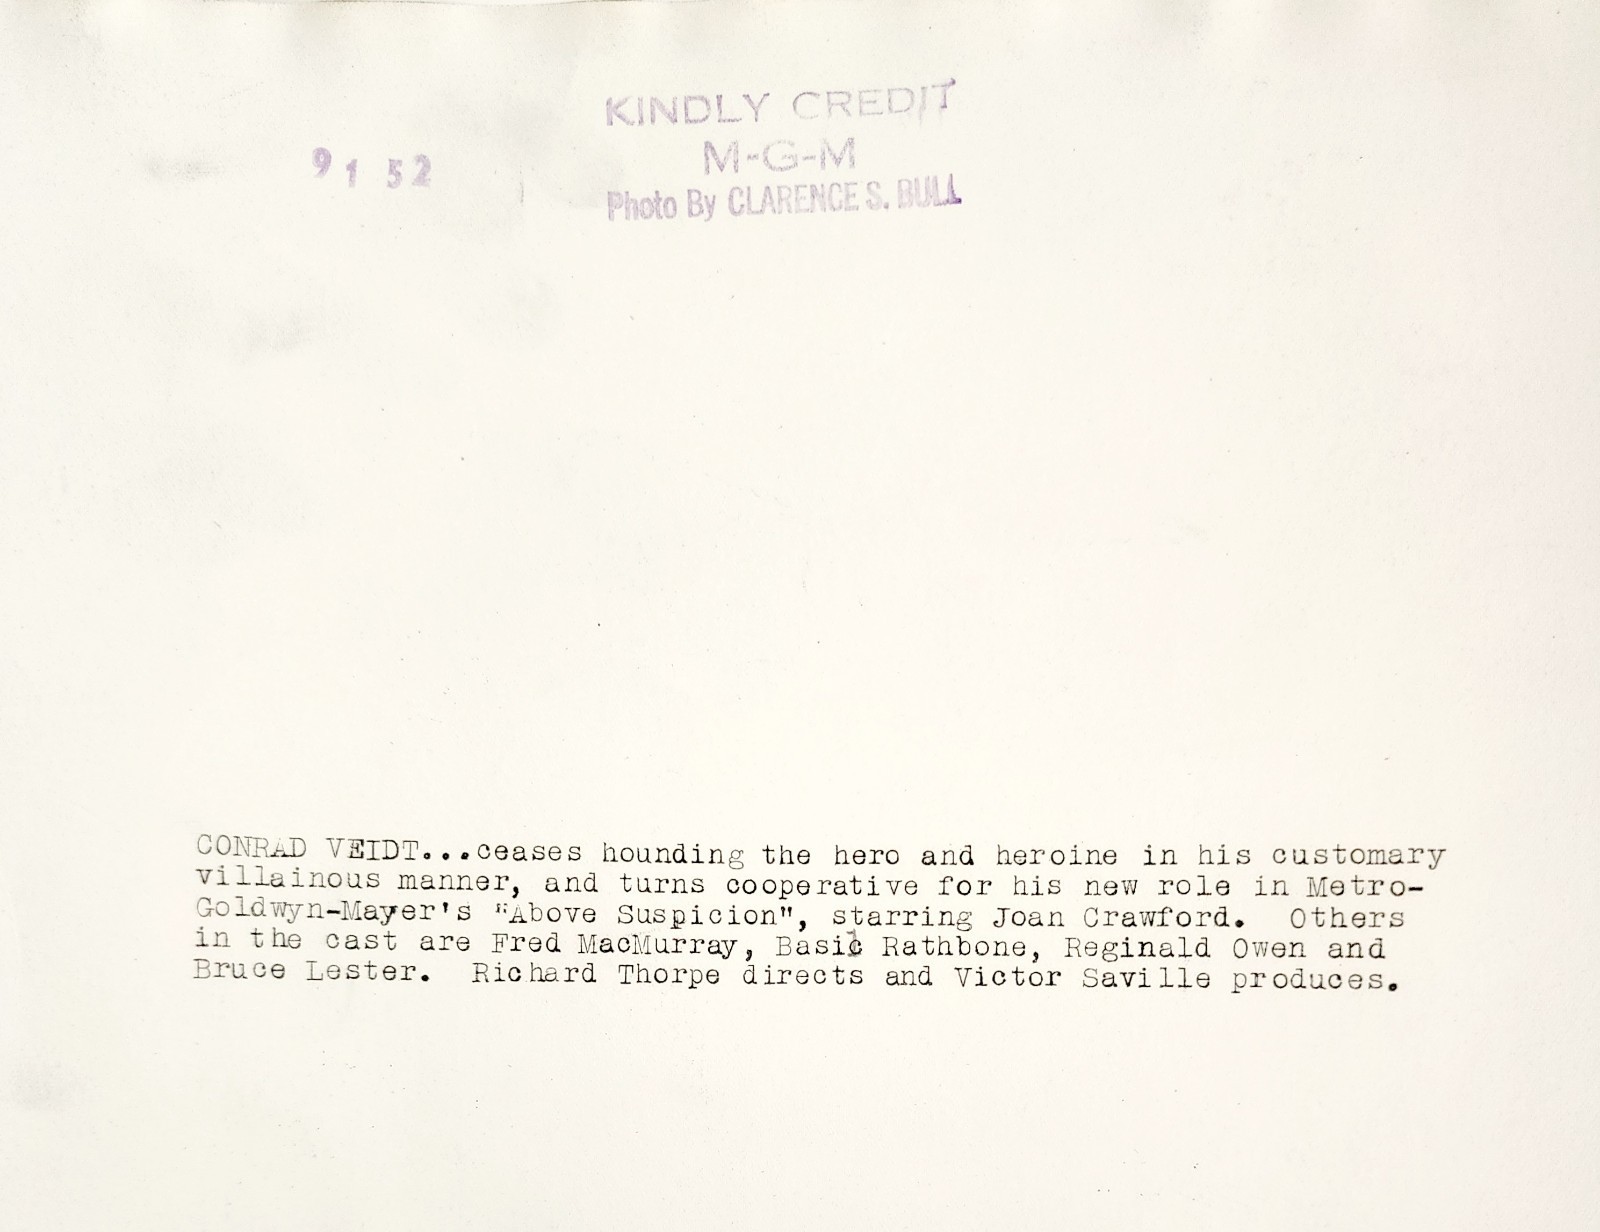 KINDLY CREDIT
M-G-M
Photo By CLARENCE S. BULL
91 52
CONRAD VEIDT...ceases hounding the hero and heroine in his customary
villainous manner, and turns cooperative for his new role in Metro-
Goldwyn-Mayer's "Above Suspicion", starring Joan Crawford. Others
in the cast are Fred MacMurray, Basil Rathbone, Reginald Owen and
Bruce Lester. Richard Thorpe directs and Victor Saville produces.